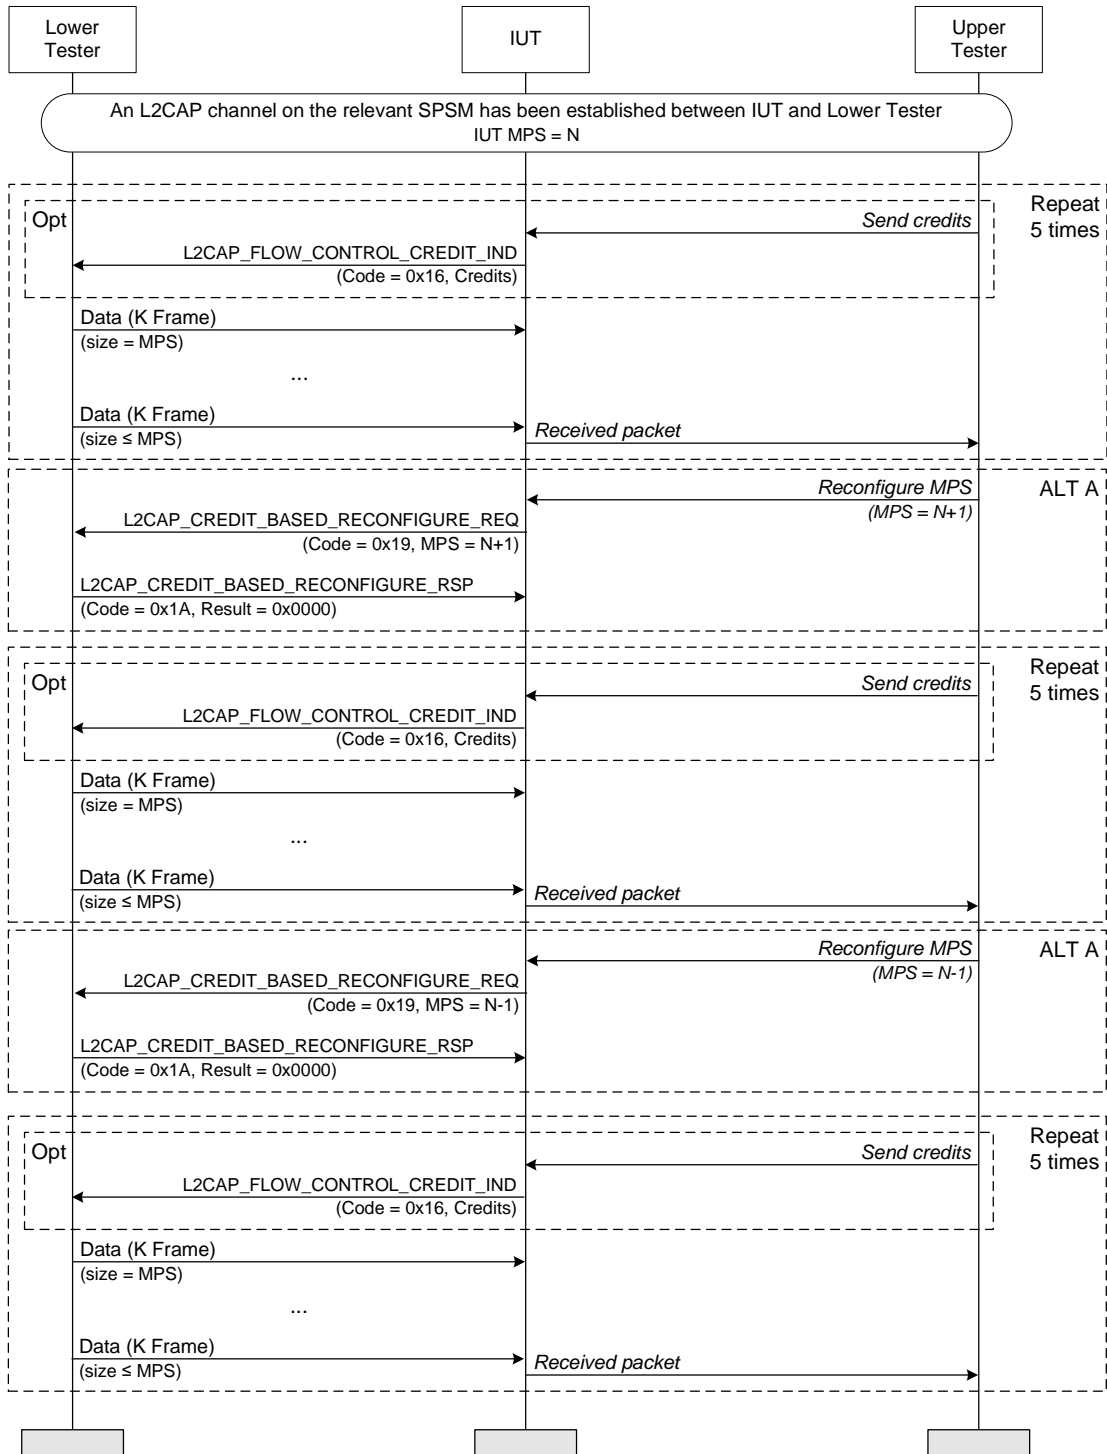 Lower
Tester
IUT
Upper
Tester
An L2CAP channel on the relevant SPSM has been established between IUT and Lower Tester
IUT MPS = N
Repeat
5 times
Opt
Send credits
L2CAP_FLOW_CONTROL_CREDIT_IND
(Code = 0x16, Credits)
Data (K Frame)
(size = MPS)
...
Data (K Frame)
(size ≤ MPS)
Received packet
ALT A
Reconfigure MPS
(MPS = N+1)
L2CAP_CREDIT_BASED_RECONFIGURE_REQ
(Code = 0x19, MPS = N+1)
L2CAP_CREDIT_BASED_RECONFIGURE_RSP
(Code = 0x1A, Result = 0x0000)
Repeat
5 times
Opt
Send credits
L2CAP_FLOW_CONTROL_CREDIT_IND
(Code = 0x16, Credits)
Data (K Frame)
(size = MPS)
...
Data (K Frame)
(size ≤ MPS)
Received packet
ALT A
Reconfigure MPS
(MPS = N-1)
L2CAP_CREDIT_BASED_RECONFIGURE_REQ
(Code = 0x19, MPS = N-1)
L2CAP_CREDIT_BASED_RECONFIGURE_RSP
(Code = 0x1A, Result = 0x0000)
Repeat
5 times
Opt
Send credits
L2CAP_FLOW_CONTROL_CREDIT_IND
(Code = 0x16, Credits)
Data (K Frame)
(size = MPS)
...
Data (K Frame)
(size ≤ MPS)
Received packet